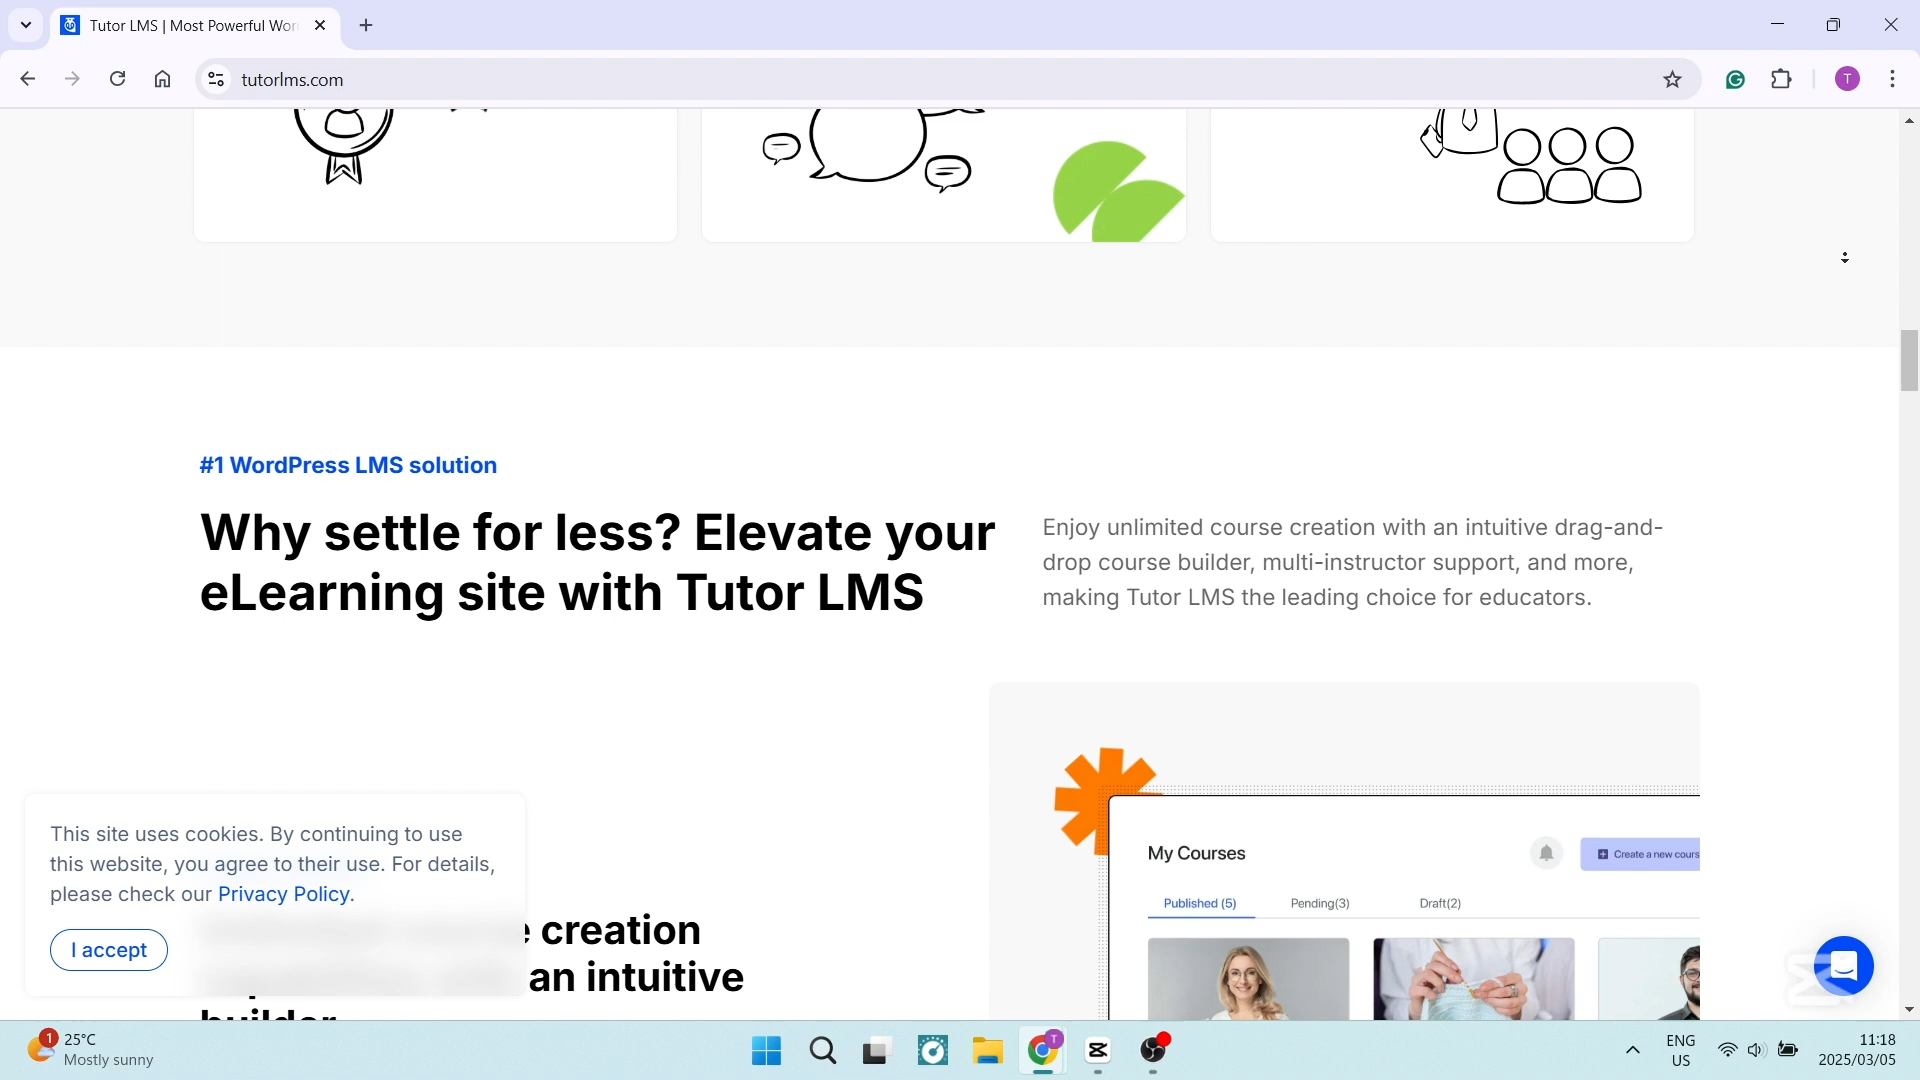 Tutor LMS | Most Powerful Wor
tutorlms.com
T
#1 WordPress LMS solution
Why settle for less? Elevate your
eLearning site with Tutor LMS
Enjoy unlimited course creation with an intuitive drag-and-
drop course builder, multi-instructor support, and more,
making Tutor LMS the leading choice for educators.
This site uses cookies. By continuing to use
this website, you agree to their use. For details,
please check our Privacy Policy.
I accept
creation
an intuitive
builder
My Courses
Create a new cours
Published (5)
Pending(3)
Draft(2)
1
25°C
Mostly sunny
T
ENG
US
11:18
2025/03/05